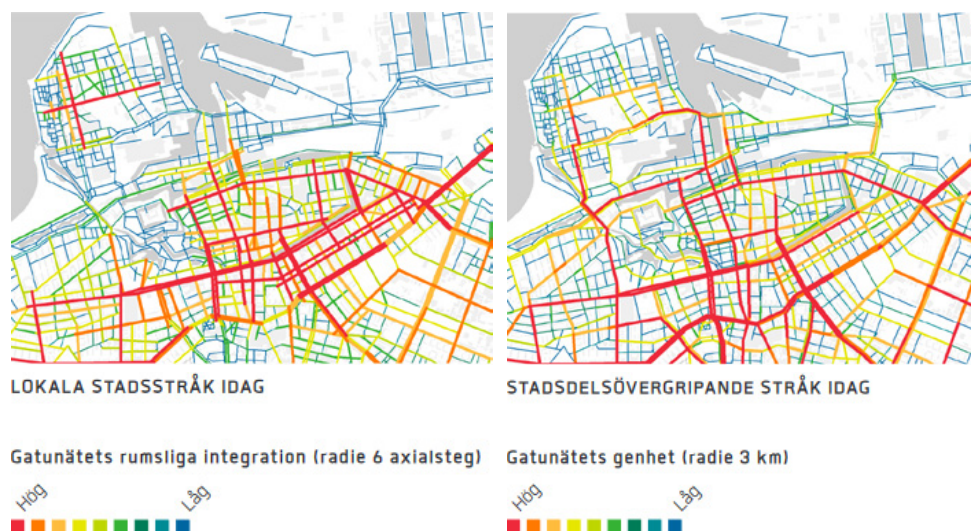 LOKALA STADSSTRÅK IDAG
Gatunätets rumsliga integration (radie 6 axialsteg)
Hög
Låg
STADSDELSÖVERGRIPANDE STRÅK IDAG
Gatunätets genhet (radie 3 km)
Hög
Låg